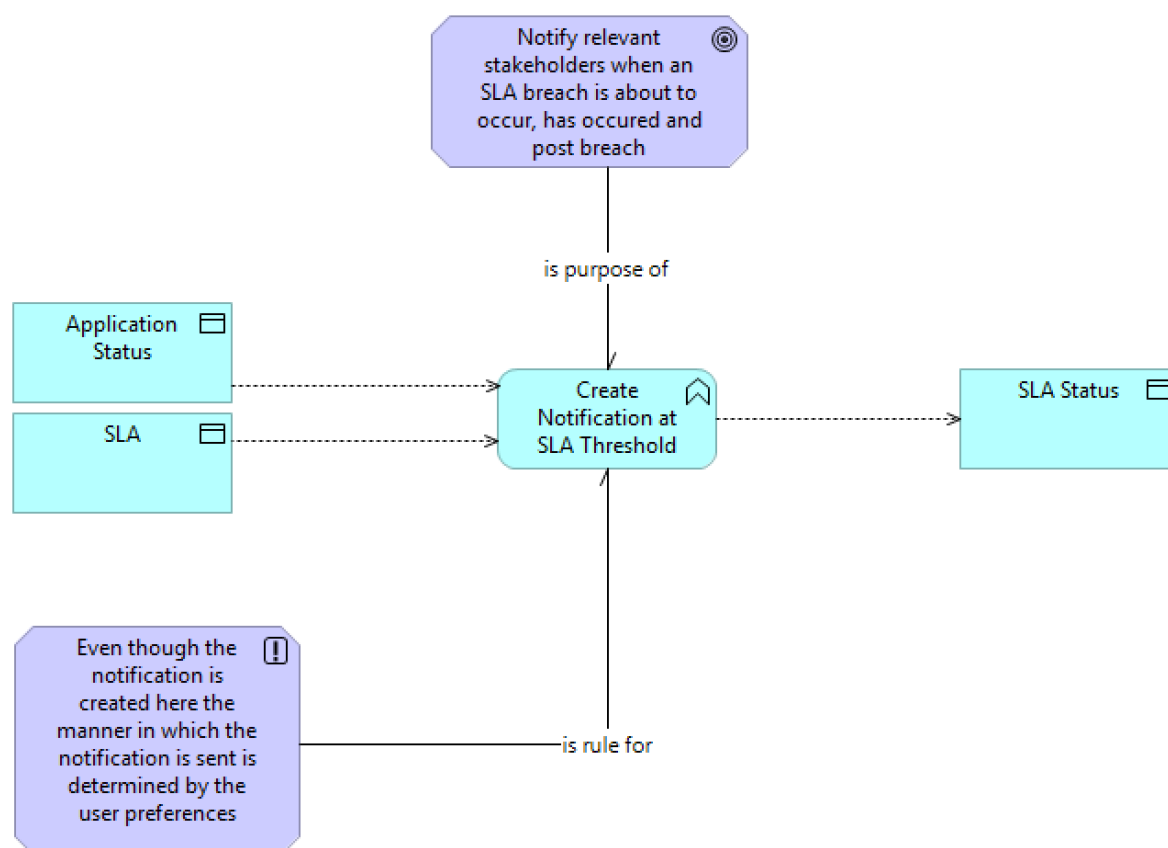 Notify relevant
stakeholders when an
SLA breach is about to
occur, has occured and
post breach
is purpose of
Application
Status
SLA
Create
Notification at
SLA Threshold
SLA Status
Even though the
notification is
created here the
manner in which the
notification is sent is
determined by the
user preferences
is rule for